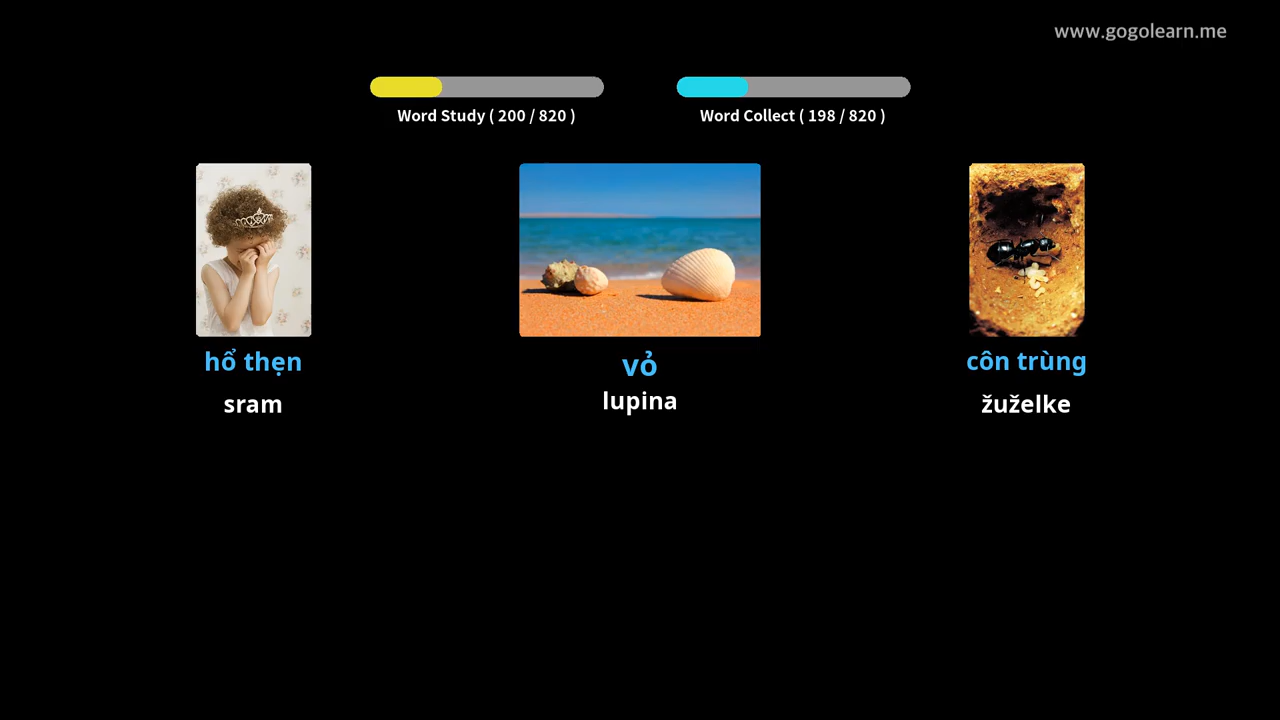 www.gogolearn.me
Word Study ( 200 / 820 )
Word Collect ( 198 / 820 )
hổ thẹn
sram
vỏ
lupina
côn trùng
žuželke